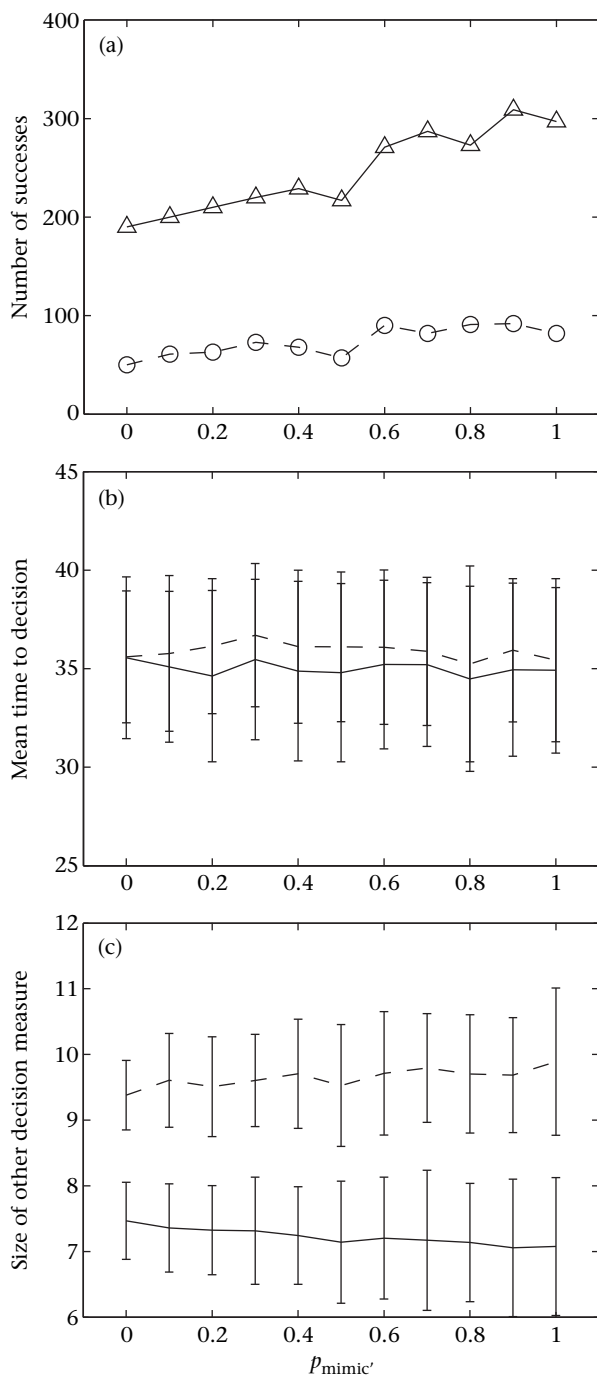 400
(a)
300
200
100
0
Number of successes
0 0.2 0.4 0.6 0.8 1
45
(b)
40
35
30
25
Mean time to decision
0 0.2 0.4 0.6 0.8 1
12
(c)
11
10
9
8
7
6
Size of other decision measure
0 0.2 0.4 0.6 0.8 1
pmimic′